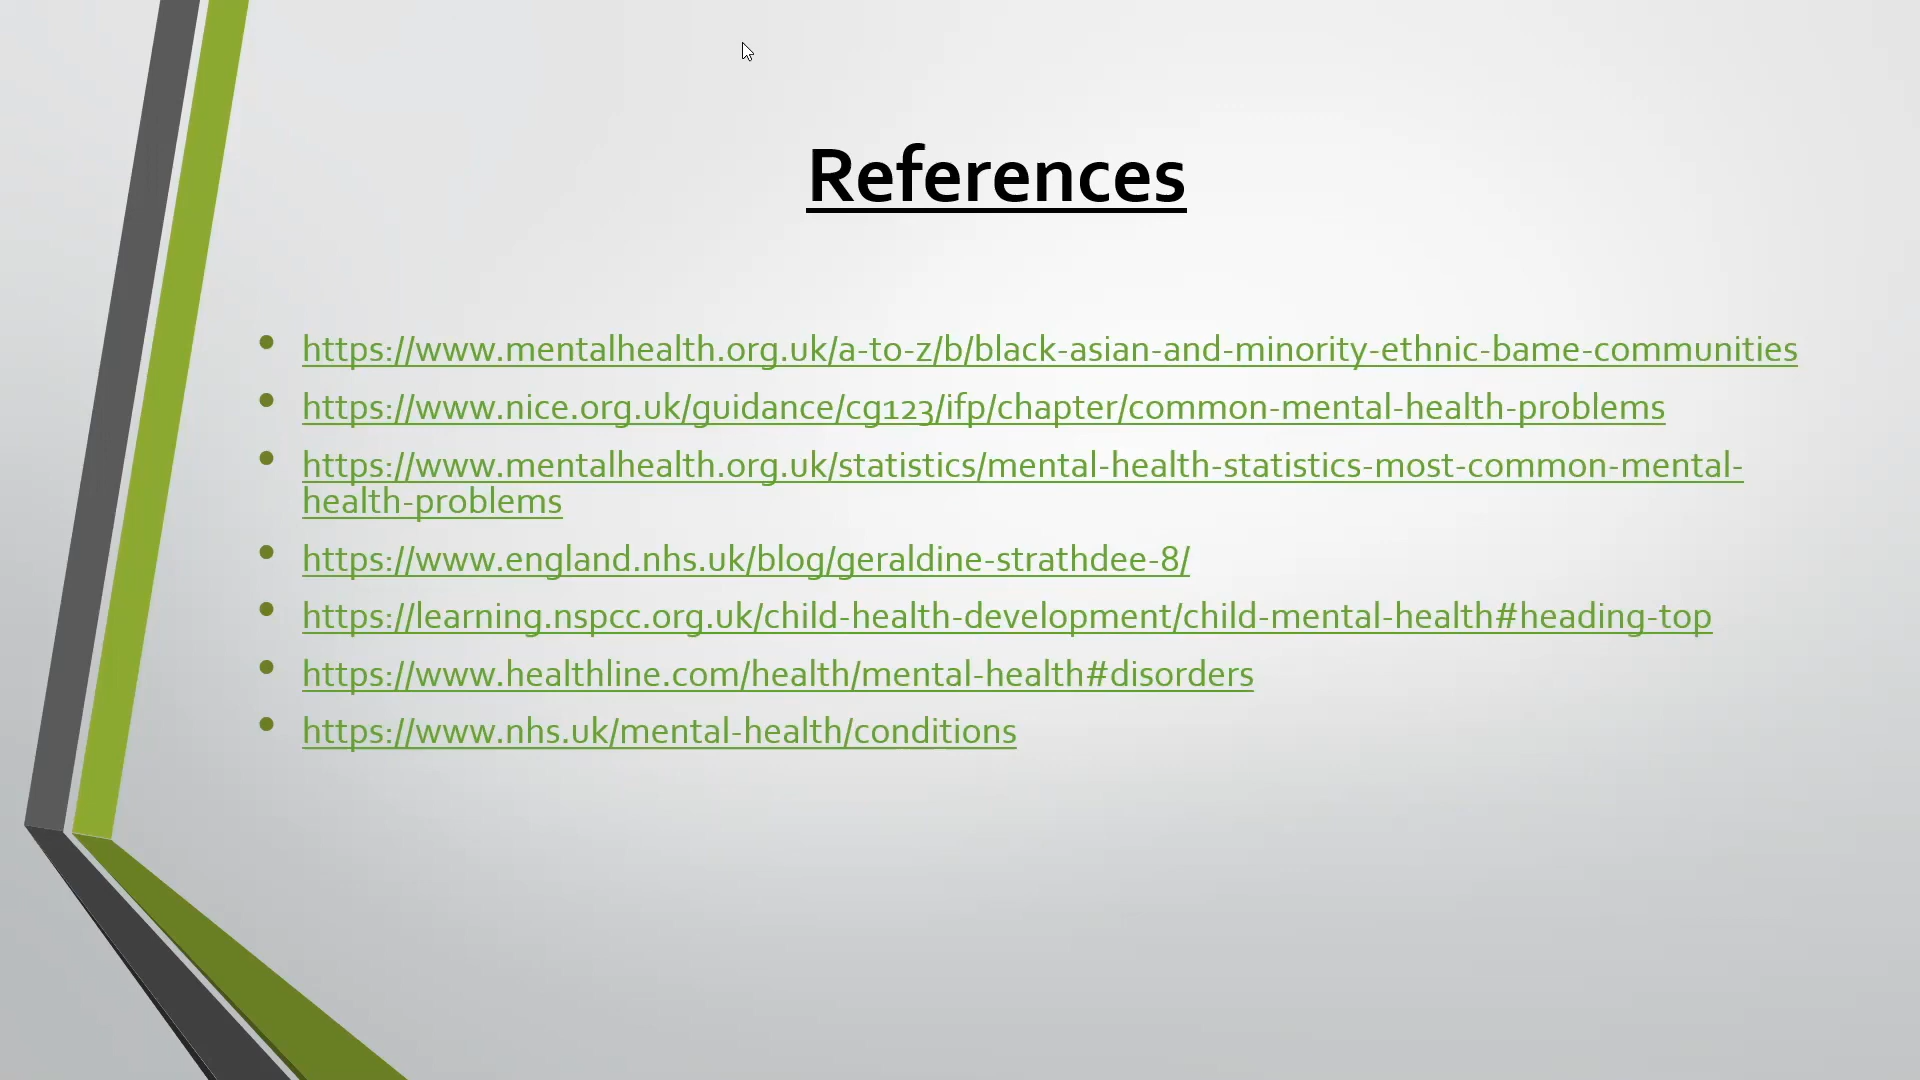 References
• https://www.mentalhealth.org.uk/a-to-z/b/black-asian-and-minority-ethnic-bame-communities
• https://www.nice.org.uk/guidance/cg123/ifp/chapter/common-mental-health-problems
• https://www.mentalhealth.org.uk/statistics/mental-health-statistics-most-common-mental-
health-problems
• https://www.england.nhs.uk/blog/geraldine-strathdee-8/
• https://learning.nspcc.org.uk/child-health-development/child-mental-health#heading-top
• https://www.healthline.com/health/mental-health#disorders
• https://www.nhs.uk/mental-health/conditions